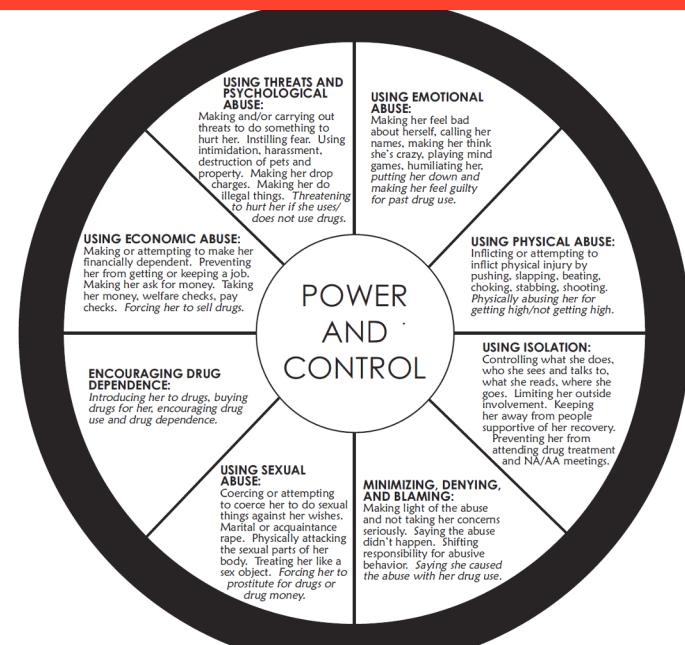 USING THREATS AND
PSYCHOLOGICAL
ABUSE:
Making and/or carrying out
threats to do something to
hurt her. Instilling fear. Using
intimidation, harassment,
destruction of pets and
property. Making her drop
charges. Making her do
illegal things. Threatening
to hurt her if she uses/
does not use drugs.
USING EMOTIONAL
ABUSE:
Making her feel bad
about herself, calling her
names, making her think
she's crazy, playing mind
games, humiliating her,
putting her down and
making her feel guilty
for past drug use.
USING ECONOMIC ABUSE:
Making or attempting to make her
financially dependent. Preventing
her from getting or keeping a job.
Making her ask for money. Taking
her money, welfare checks, pay
checks. Forcing her to sell drugs.
POWER
AND
CONTROL
USING PHYSICAL ABUSE:
Inflicting or attempting to
inflict physical injury by
pushing, slapping, beating,
choking, stabbing, shooting.
Physically abusing her for
getting high/not getting high.
ENCOURAGING DRUG
DEPENDENCE:
Introducing her to drugs, buying
drugs for her, encouraging drug
use and drug dependence.
USING ISOLATION:
Controlling what she does,
who she sees and talks to,
what she reads, where she
goes. Limiting her outside
involvement. Keeping
her away from people
supportive of her recovery.
Preventing her from
attending drug treatment
and NA/AA meetings.
USING SEXUAL
ABUSE:
Coercing or attempting
to coerce her to do sexual
things against her wishes.
Marital or acquaintance
rape. Physically attacking
the sexual parts of her
body. Treating her like a
sex object. Forcing her to
prostitute for drugs or
drug money.
MINIMIZING, DENYING,
AND BLAMING:
Making light of the abuse
and not taking her concerns
seriously. Saying the abuse
didn't happen. Shifting
responsibility for abusive
behavior. Saying she caused
the abuse with her drug use.